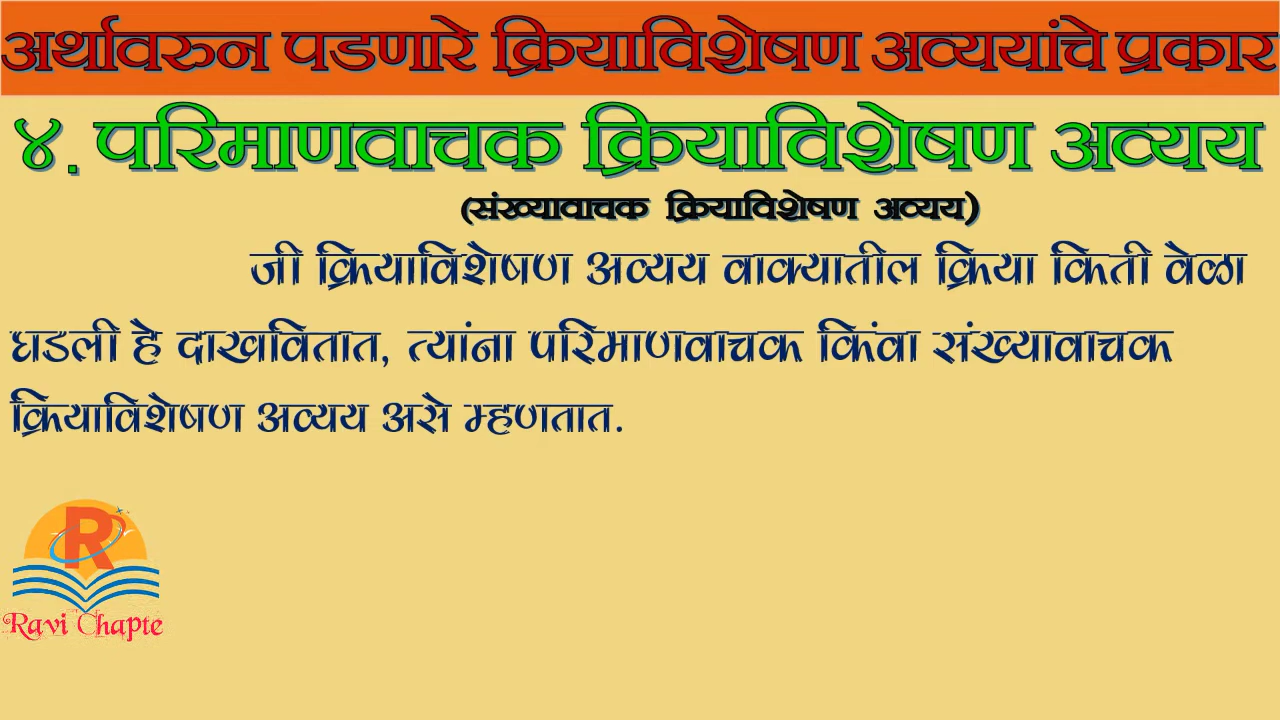 अर्थावरुन पडणारे क्रियाविशेषण अव्ययांचे प्रकार
४. परिमाणवाचक क्रियाविशेषण अव्यय
(संख्यावाचक क्रियाविशेषण अव्यय)
जी क्रियाविशेषण अव्यय वाक्यातील क्रिया किती वेळा
घडली हे दाखवितात, त्यांना परिमाणवाचक किंवा संख्यावाचक
क्रियाविशेषण अव्यय असे म्हणतात.
R
Ravi Chapte